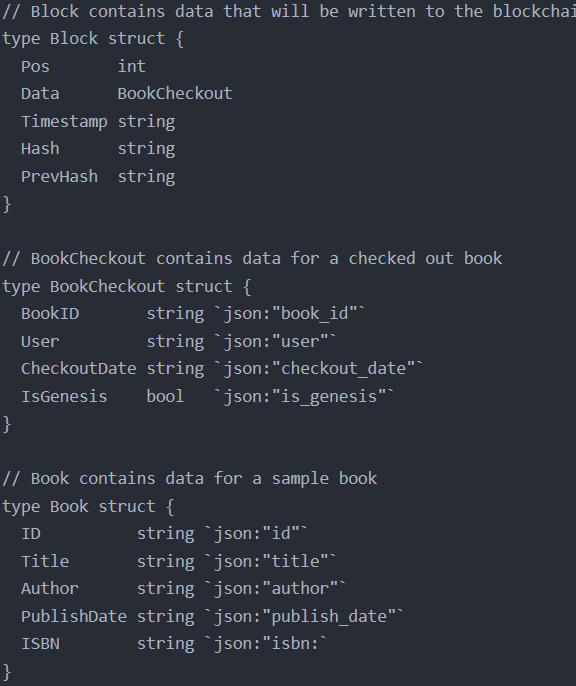 // Block contains data that will be written to the blockchai
type Block struct {
  Pos       int
  Data      BookCheckout
  Timestamp string
  Hash      string
  PrevHash  string
}

// BookCheckout contains data for a checked out book
type BookCheckout struct {
  BookID       string `json:"book_id"`
  User         string `json:"user"`
  CheckoutDate string `json:"checkout_date"`
  IsGenesis    bool   `json:"is_genesis"`
}

// Book contains data for a sample book
type Book struct {
  ID          string `json:"id"`
  Title       string `json:"title"`
  Author      string `json:"author"`
  PublishDate string `json:"publish_date"`
  ISBN        string `json:"isbn:`
}